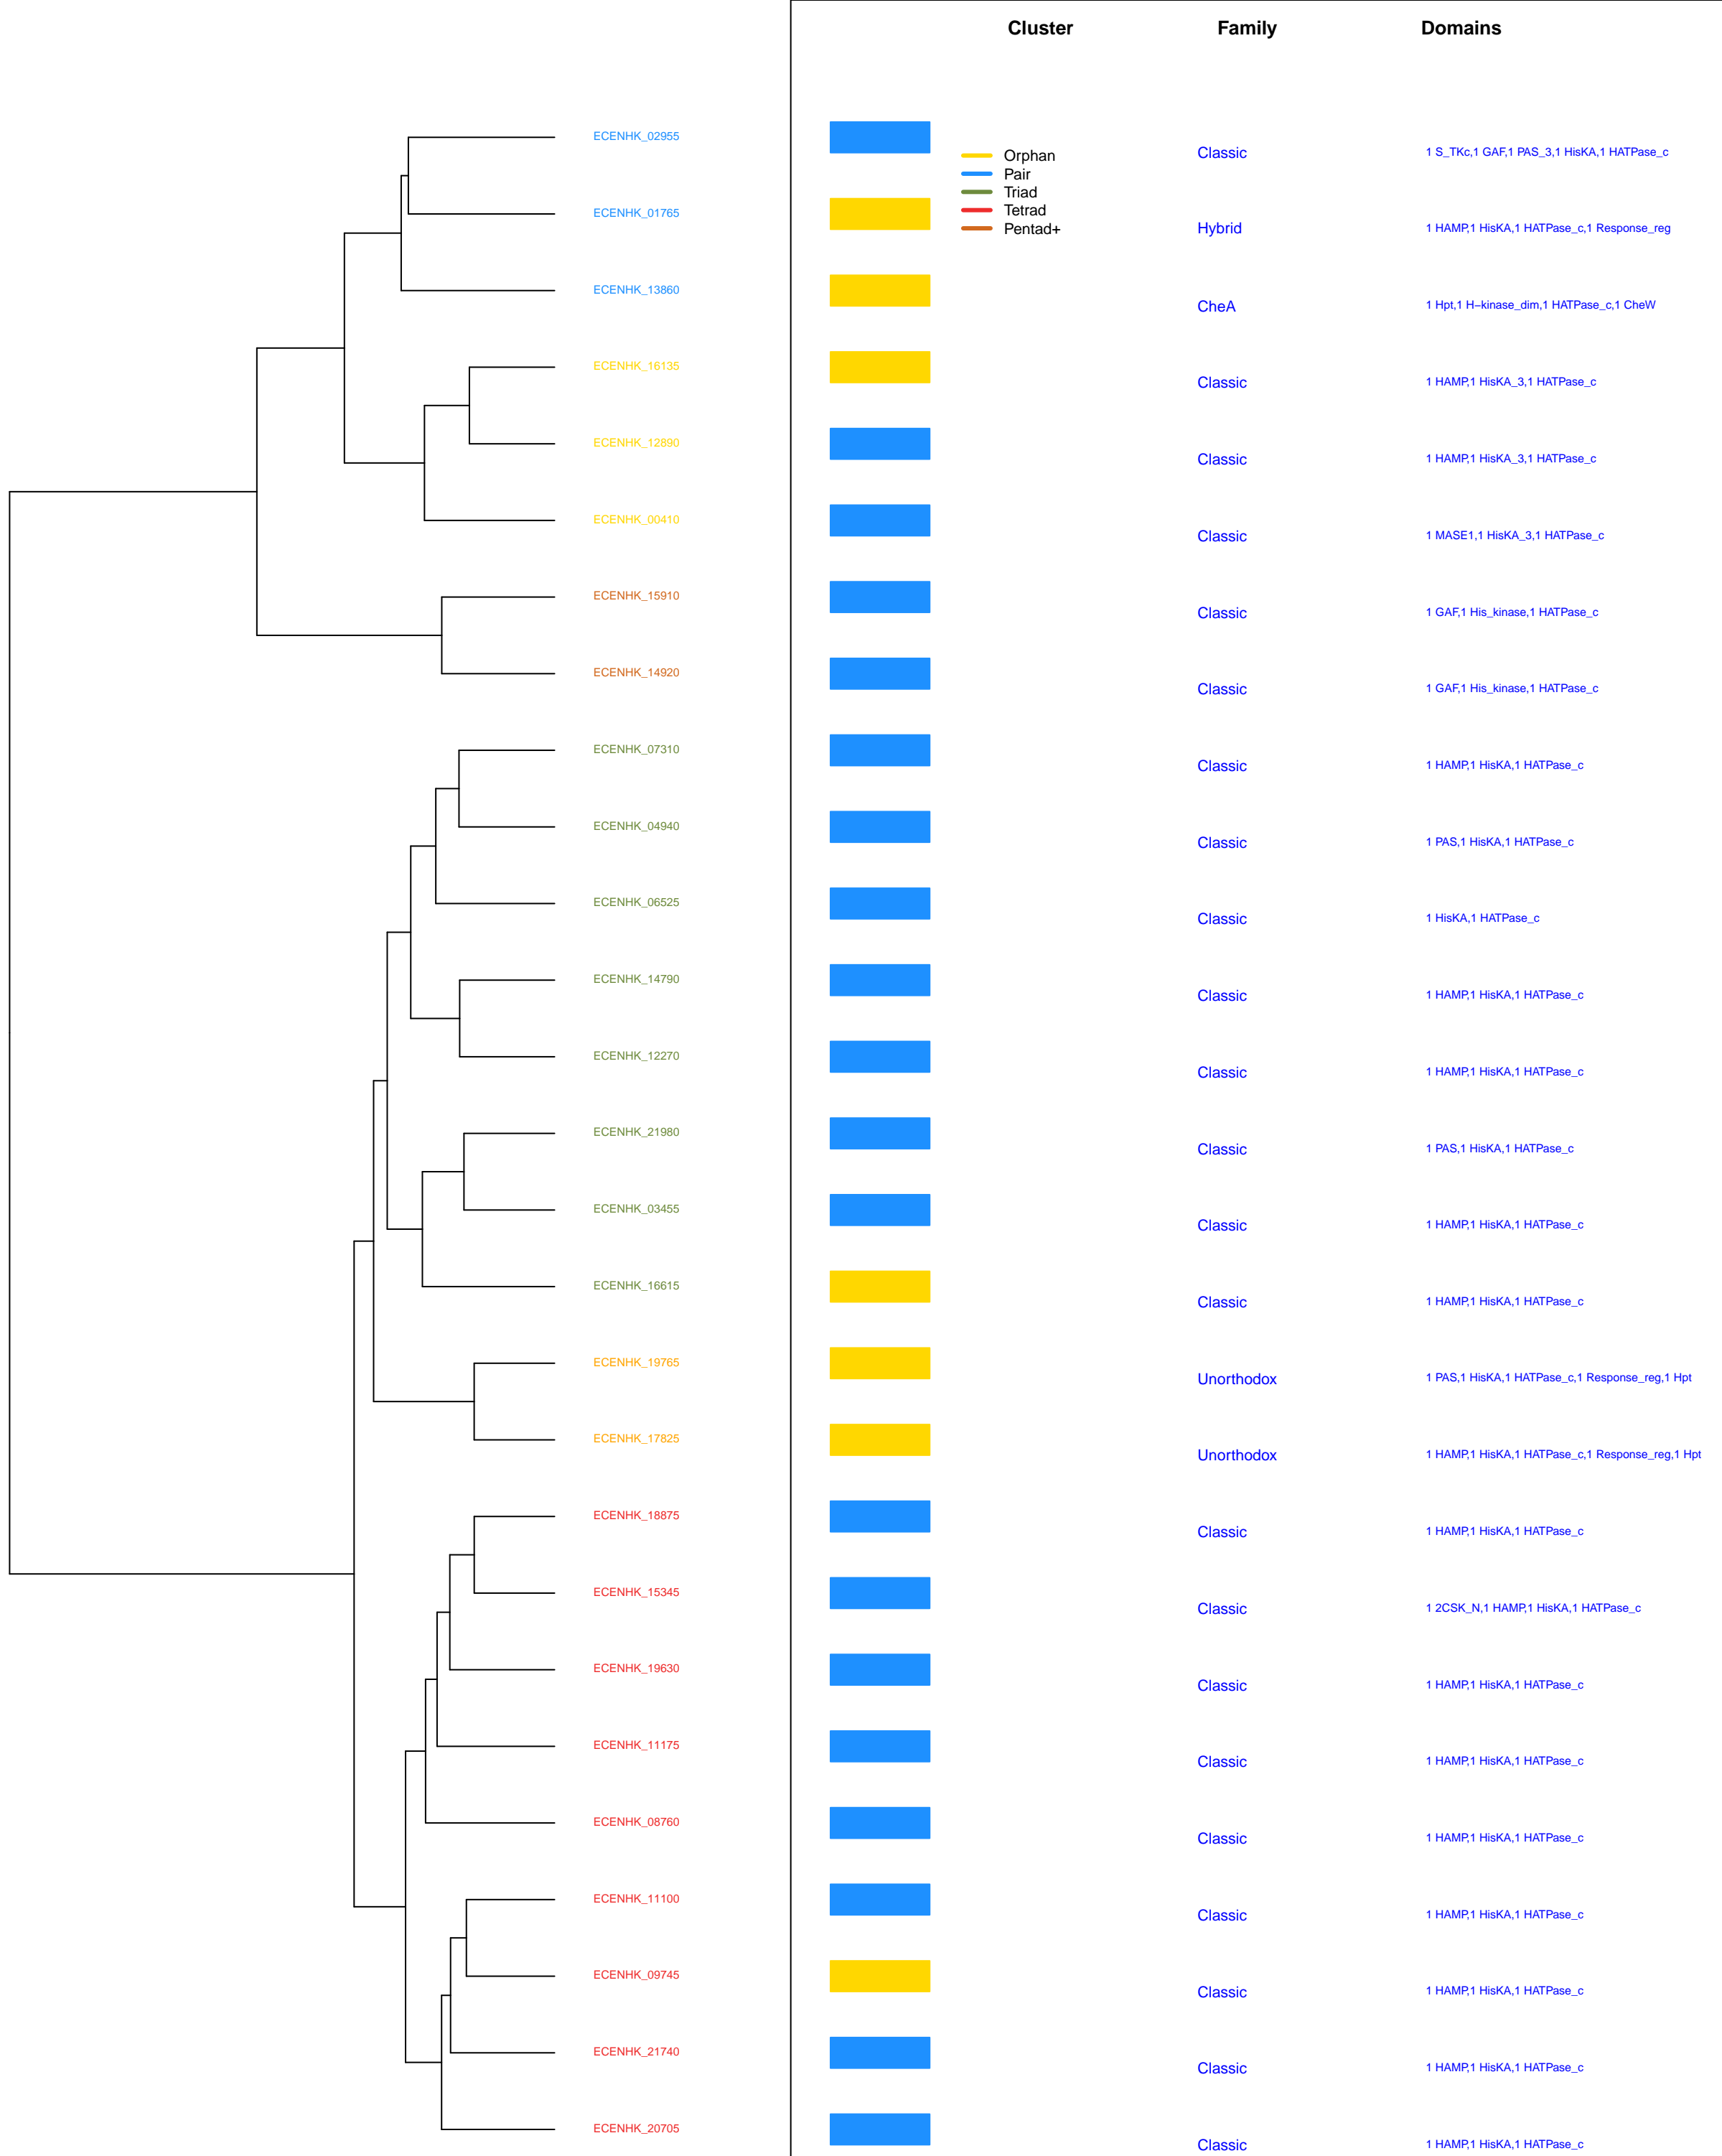 Cluster Family Domains
ECENHK_02955
Orphan Classic 1 S_TKc,1 GAF,1 PAS_3,1 HisKA,1 HATPase_c
Pair
Triad
ECENHK_01765 Tetrad
Pentad+ Hybrid 1 HAMP,1 HisKA,1 HATPase_c,1 Response_reg
ECENHK_13860 CheA 1 Hpt,1 H−kinase_dim,1 HATPase_c,1 CheW
ECENHK_16135 Classic 1 HAMP,1 HisKA_3,1 HATPase_c
ECENHK_12890 Classic 1 HAMP,1 HisKA_3,1 HATPase_c
ECENHK_00410 Classic 1 MASE1,1 HisKA_3,1 HATPase_c
ECENHK_15910 Classic 1 GAF,1 His_kinase,1 HATPase_c
ECENHK_14920 Classic 1 GAF,1 His_kinase,1 HATPase_c
ECENHK_07310 Classic 1 HAMP,1 HisKA,1 HATPase_c
ECENHK_04940 Classic 1 PAS,1 HisKA,1 HATPase_c
ECENHK_06525 Classic 1 HisKA,1 HATPase_c
ECENHK_14790 Classic 1 HAMP,1 HisKA,1 HATPase_c
ECENHK_12270 Classic 1 HAMP,1 HisKA,1 HATPase_c
ECENHK_21980 Classic 1 PAS,1 HisKA,1 HATPase_c
ECENHK_03455 Classic 1 HAMP,1 HisKA,1 HATPase_c
ECENHK_16615 Classic 1 HAMP,1 HisKA,1 HATPase_c
ECENHK_19765 Unorthodox 1 PAS,1 HisKA,1 HATPase_c,1 Response_reg,1 Hpt
ECENHK_17825 Unorthodox 1 HAMP,1 HisKA,1 HATPase_c,1 Response_reg,1 Hpt
ECENHK_18875 Classic 1 HAMP,1 HisKA,1 HATPase_c
ECENHK_15345 Classic 1 2CSK_N,1 HAMP,1 HisKA,1 HATPase_c
ECENHK_19630 Classic 1 HAMP,1 HisKA,1 HATPase_c
ECENHK_11175 Classic 1 HAMP,1 HisKA,1 HATPase_c
ECENHK_08760 Classic 1 HAMP,1 HisKA,1 HATPase_c
ECENHK_11100 Classic 1 HAMP,1 HisKA,1 HATPase_c
ECENHK_09745 Classic 1 HAMP,1 HisKA,1 HATPase_c
ECENHK_21740 Classic 1 HAMP,1 HisKA,1 HATPase_c
ECENHK_20705 Classic 1 HAMP,1 HisKA,1 HATPase_c